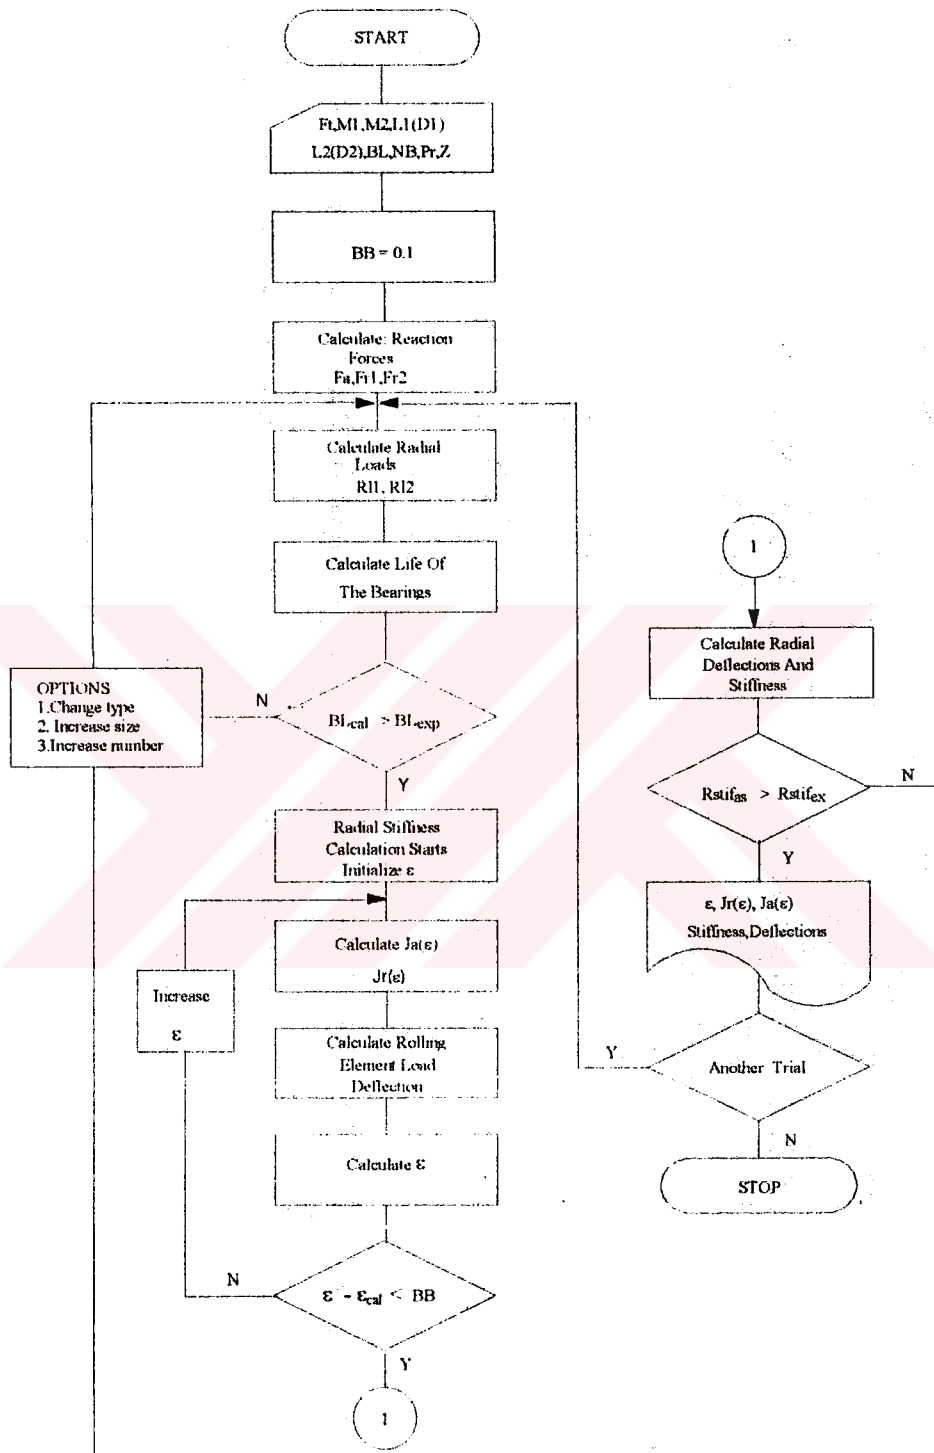 START
Ft,M1,M2,L1(D1)
L2(D2),BL,NB,Pr,Z
BB = 0.1
Calculate: Reaction
Forces
Fa,Fr1,Fr2
Calculate Radial
Loads
Rl1, Rl2
Calculate Life Of
The Bearings
OPTIONS
1.Change type
2. Increase size
3.Increase number
N
BLcal > BLexp
Y
Radial Stiffness
Calculation Starts
Initialize ε
Calculate Ja(ε)
Jr(ε)
Increase
ε
Calculate Rolling
Element Load
Deflection
Calculate ε
N
ε - εcal < BB
Y
1
1
Calculate Radial
Deflections And
Stiffness
Rstifas > Rstifex
N
Y
ε, Jr(ε), Ja(ε)
Stiffness,Deflections
Y
Another Trial
N
STOP